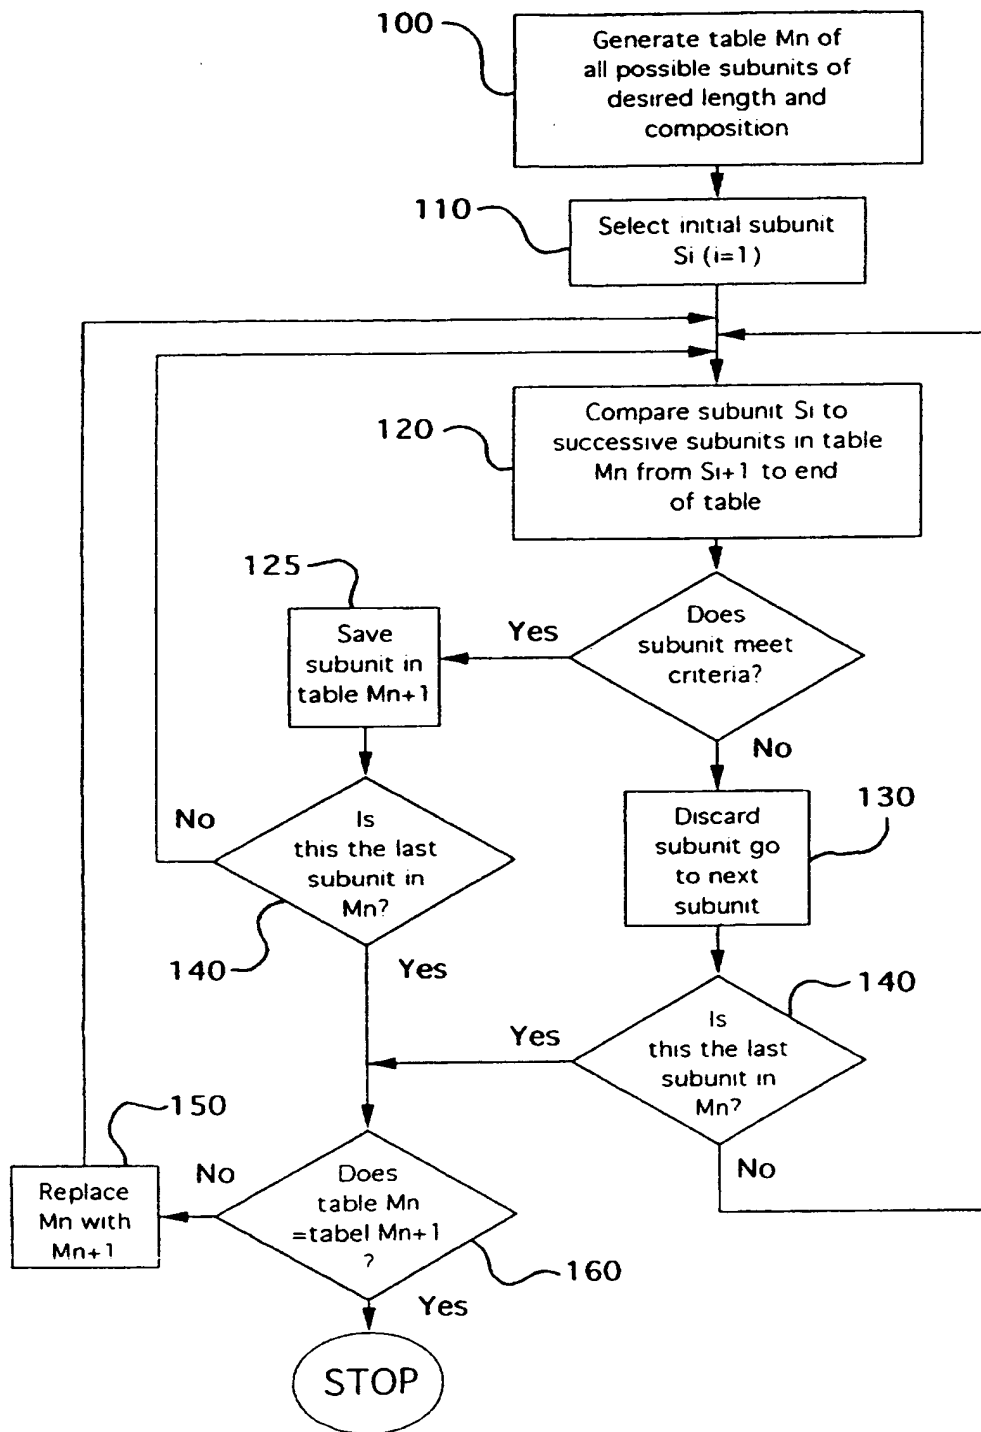 100
Generate table Mn of
all possible subunits of
desired length and
composition
110
Select initial subunit
Si (i=1)
120
Compare subunit Si to
successive subunits in table
Mn from Si+1 to end
of table
125
Save
subunit in
table Mn+1
Yes
Does
subunit meet
criteria?
No
No
Is
this the last
subunit in
Mn?
140
Yes
Discard
subunit go
to next
subunit
130
Yes
Is
this the last
subunit in
Mn?
140
No
150
Replace
Mn with
Mn+1
No
Does
table Mn
=tabel Mn+1
?
160
Yes
STOP